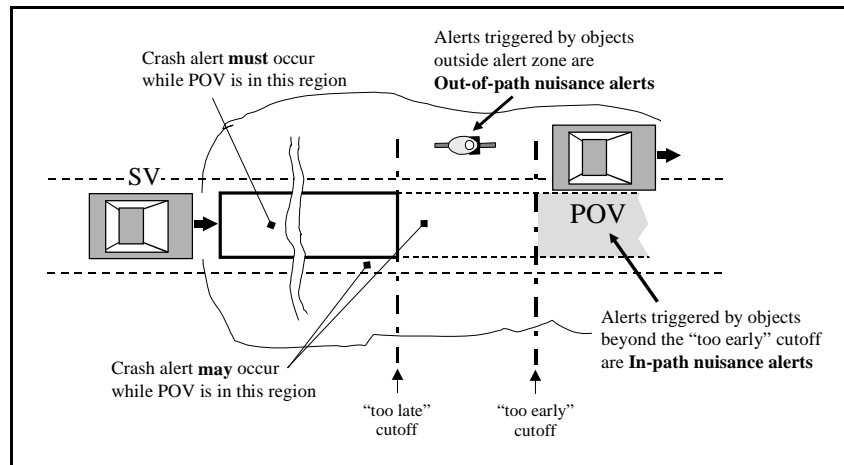 Alerts triggered by objects
outside alert zone are
Out-of-path nuisance alerts
Crash alert must occur
while POV is in this region
SV
POV
Alerts triggered by objects
beyond the “too early” cutoff
are In-path nuisance alerts
Crash alert may occur
while POV is in this region
“too late”
cutoff
“too early”
cutoff